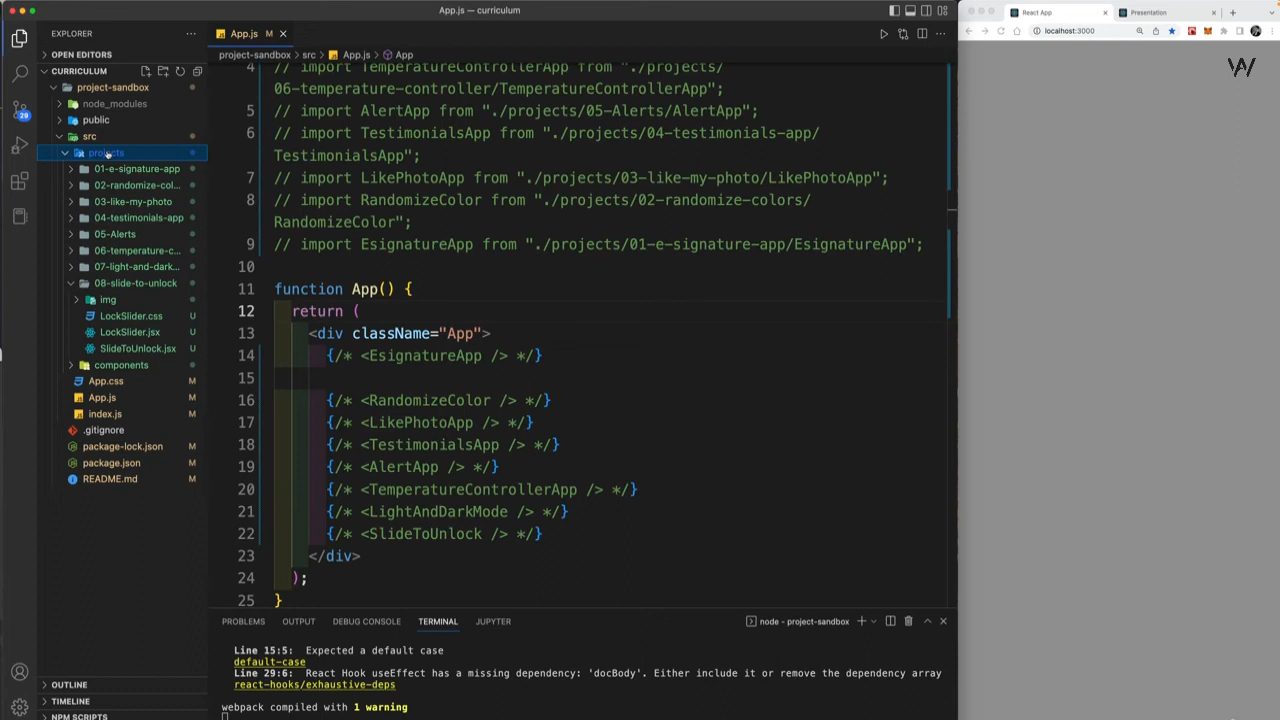 App.js — curriculum
EXPLORER
OPEN EDITORS
CURRICULUM
project-sandbox
node_modules
public
src
projects
01-e-signature-app
02-randomize-col...
03-like-my-photo
04-testimonials-app
05-Alerts
06-temperature-c...
07-light-and-dark...
08-slide-to-unlock
img
LockSlider.css U
LockSlider.jsx U
SlideToUnlock.jsx U
components
App.css M
App.js M
index.js M
.gitignore
package-lock.json M
package.json M
README.md M
OUTLINE
TIMELINE
NPM SCRIPTS
29
App.js M
project-sandbox > src > App.js > App
4 // import TemperatureControllerApp from "./projects/
06-temperature-controller/TemperatureControllerApp";
5 // import AlertApp from "./projects/05-Alerts/AlertApp";
6 // import TestimonialsApp from "./projects/04-testimonials-app/
TestimonialsApp";
7 // import LikePhotoApp from "./projects/03-like-my-photo/LikePhotoApp";
8 // import RandomizeColor from "./projects/02-randomize-colors/
RandomizeColor";
9 // import EsignatureApp from "./projects/01-e-signature-app/EsignatureApp";
10
11 function App() {
12 return (
13 <div className="App">
14 {/* <EsignatureApp /> */}
15
16 {/* <RandomizeColor /> */}
17 {/* <LikePhotoApp /> */}
18 {/* <TestimonialsApp /> */}
19 {/* <AlertApp /> */}
20 {/* <TemperatureControllerApp /> */}
21 {/* <LightAndDarkMode /> */}
22 {/* <SlideToUnlock /> */}
23 </div>
24 );
25 }
PROBLEMS OUTPUT DEBUG CONSOLE TERMINAL JUPYTER
node - project-sandbox
Line 15:5: Expected a default case
default-case
Line 29:6: React Hook useEffect has a missing dependency: 'docBody'. Either include it or remove the dependency array
react-hooks/exhaustive-deps
webpack compiled with 1 warning
React App
Presentation
localhost:3000
W